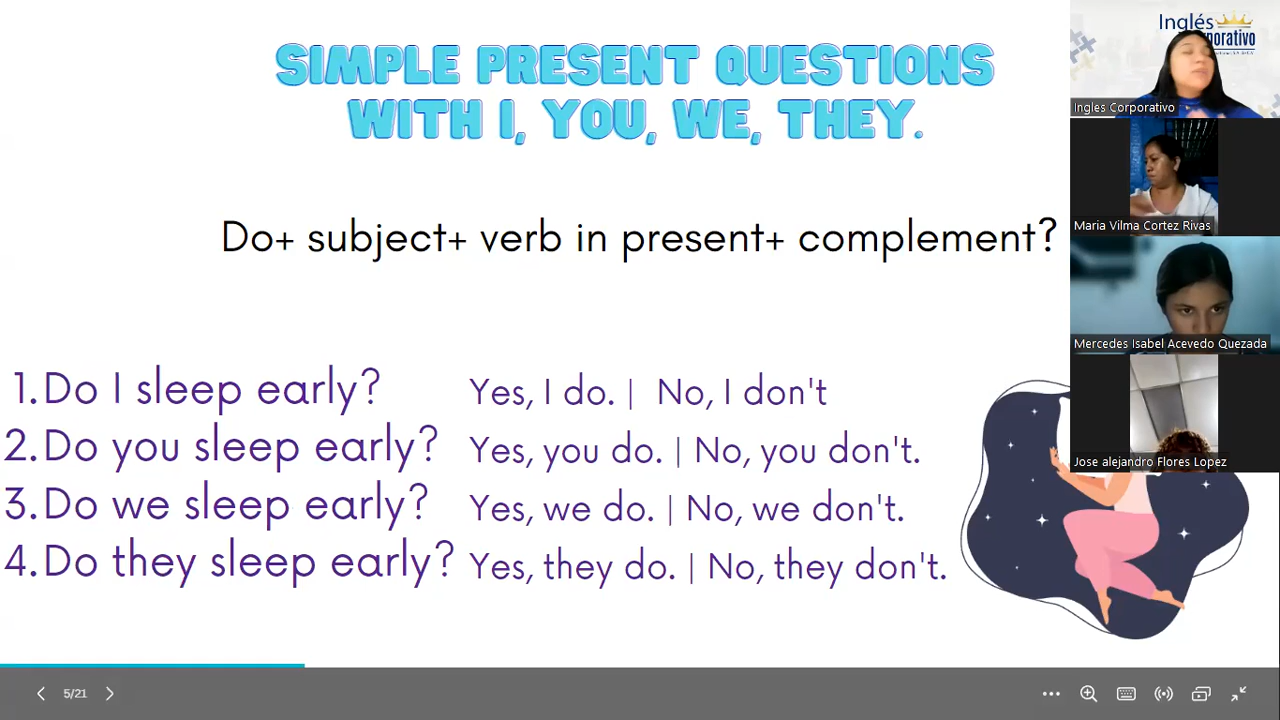 SIMPLE PRESENT QUESTIONS
WITH I, YOU, WE, THEY.
Do+ subject+ verb in present+ complement?
1.Do I sleep early?
Yes, I do. | No, I don't
2.Do you sleep early?
Yes, you do. | No, you don't.
3.Do we sleep early?
Yes, we do. | No, we don't.
4.Do they sleep early?
Yes, they do. | No, they don't.
Inglés
Ingles Corporativo
Maria Vilma Cortez Rivas
Mercedes Isabel Acevedo Quezada
Jose alejandro Flores Lopez
5/21